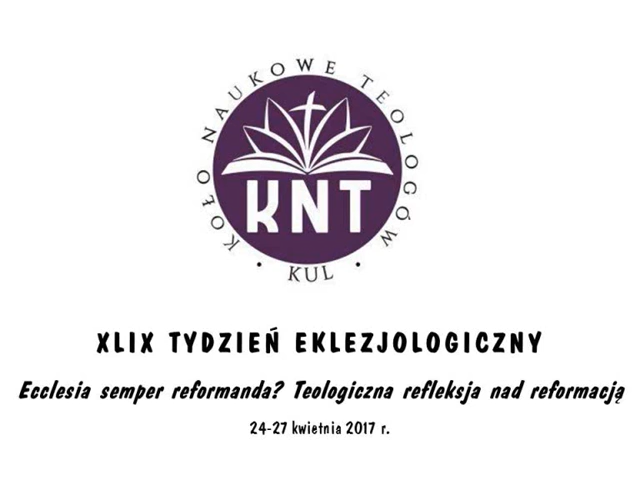 KOŁO NAUKOWE TEOLOGÓW
KNT
• KUL •
XLIX TYDZIEŃ EKLEZJOLOGICZNY
Ecclesia semper reformanda? Teologiczna refleksja nad reformacją
24-27 kwietnia 2017 r.